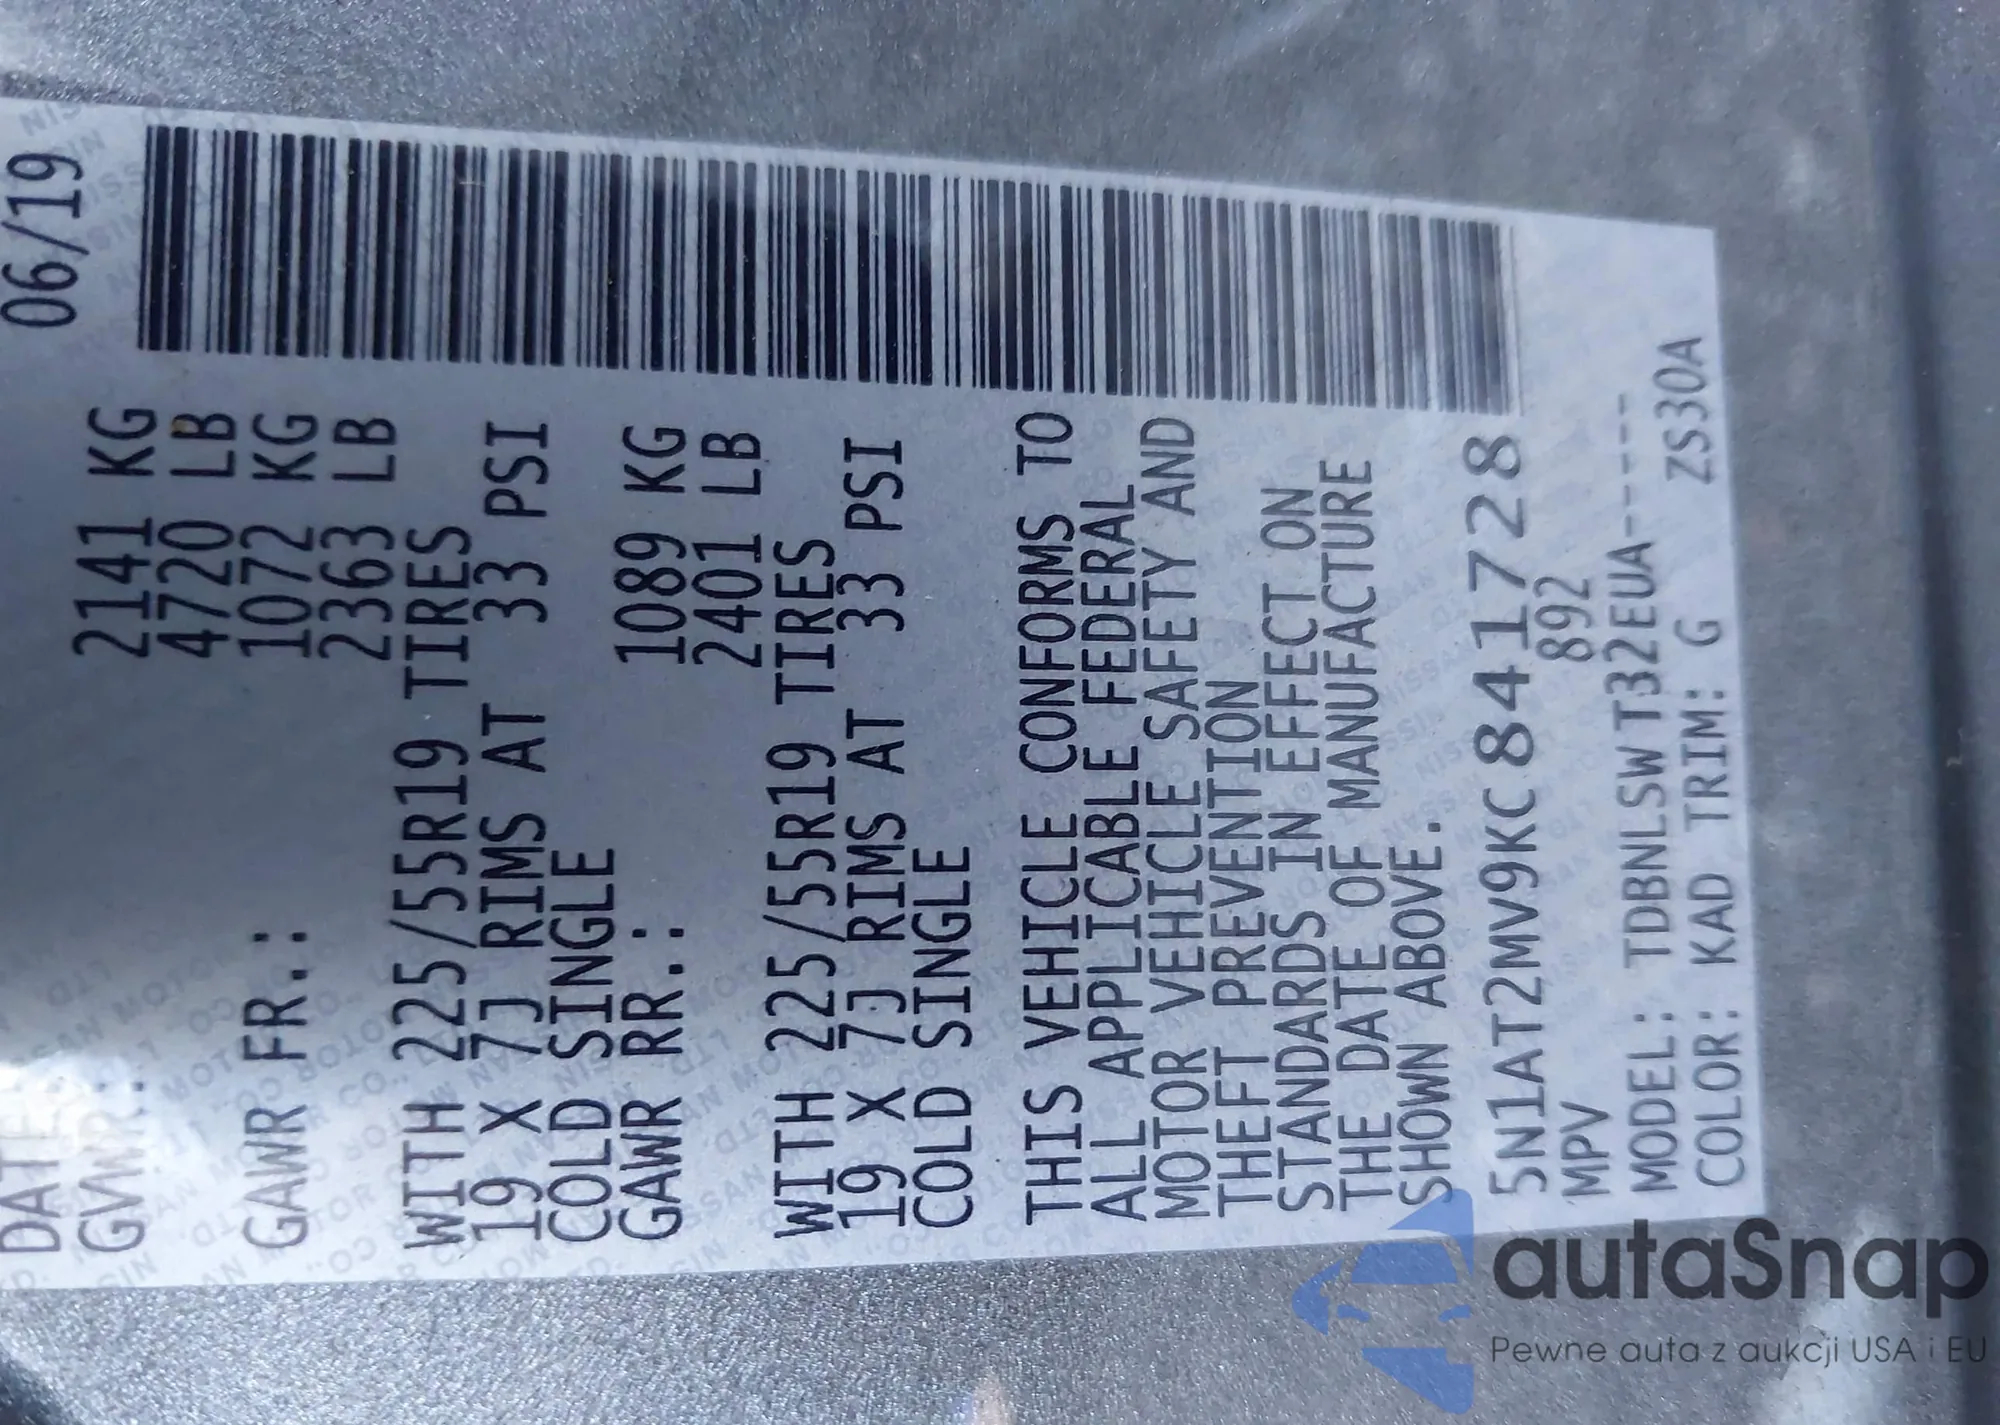 DATE: 06/19
GVWR: 2141 KG
4720 LB
GAWR FR.: 1072 KG
2363 LB
WITH 225/55R19 TIRES
19 X 7J RIMS AT 33 PSI
COLD SINGLE
GAWR RR.: 1089 KG
2401 LB
WITH 225/55R19 TIRES
19 X 7J RIMS AT 33 PSI
COLD SINGLE
THIS VEHICLE CONFORMS TO
ALL APPLICABLE FEDERAL
MOTOR VEHICLE SAFETY AND
THEFT PREVENTION
STANDARDS IN EFFECT ON
THE DATE OF MANUFACTURE
SHOWN ABOVE.
5N1AT2MV9KC841728
MPV 892
MODEL: TDBNLSWT32EUA------
COLOR: KAD TRIM: G ZS30A
autaSnap
Pewne auta z aukcji USA i EU